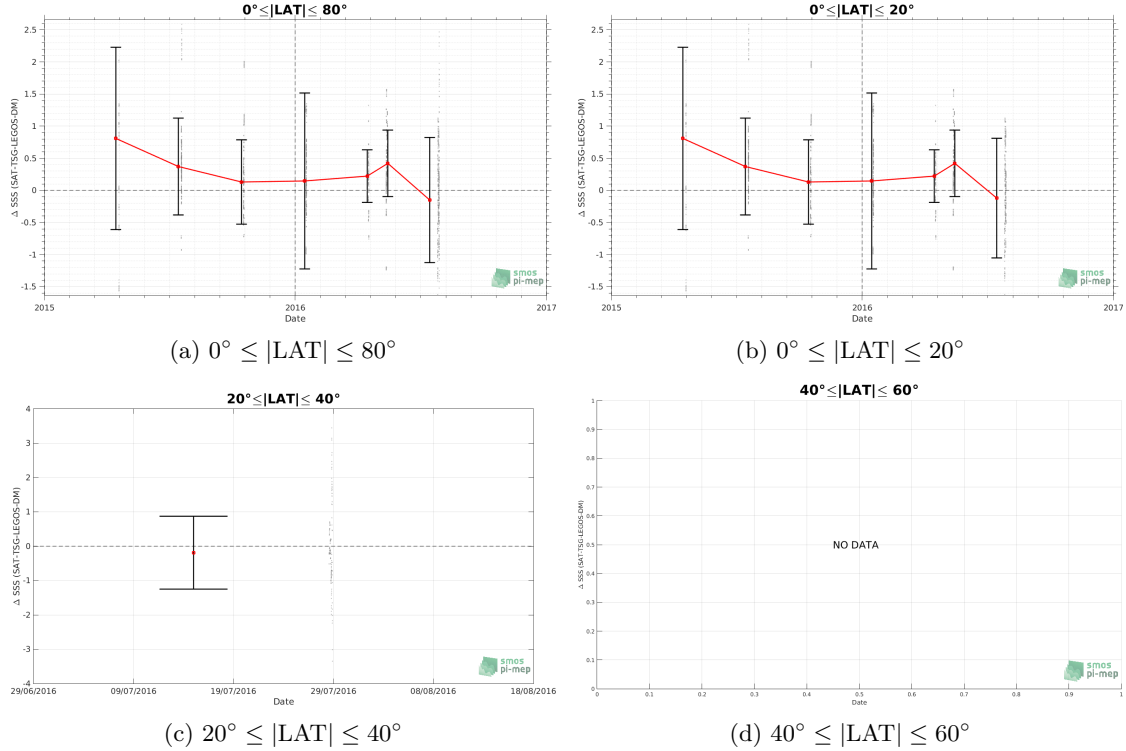 0°≤|LAT|≤ 80°
Δ SSS (SAT-TSG-LEGOS-DM)
2.5
2
1.5
1
0.5
0
-0.5
-1
-1.5
2015
2016
2017
Date
smos
pi-mep
(a) 0° ≤ |LAT| ≤ 80°
0°≤|LAT|≤ 20°
Δ SSS (SAT-TSG-LEGOS-DM)
2.5
2
1.5
1
0.5
0
-0.5
-1
-1.5
2015
2016
2017
Date
smos
pi-mep
(b) 0° ≤ |LAT| ≤ 20°
20°≤|LAT|≤ 40°
Δ SSS (SAT-TSG-LEGOS-DM)
4
3
2
1
0
-1
-2
-3
-4
29/06/2016
09/07/2016
19/07/2016
29/07/2016
08/08/2016
18/08/2016
Date
smos
pi-mep
(c) 20° ≤ |LAT| ≤ 40°
40°≤|LAT|≤ 60°
Δ SSS (SAT-TSG-LEGOS-DM)
1
0.9
0.8
0.7
0.6
0.5
0.4
0.3
0.2
0.1
0
NO DATA
0
0.1
0.2
0.3
0.4
0.5
0.6
0.7
0.8
0.9
1
Date
smos
pi-mep
(d) 40° ≤ |LAT| ≤ 60°